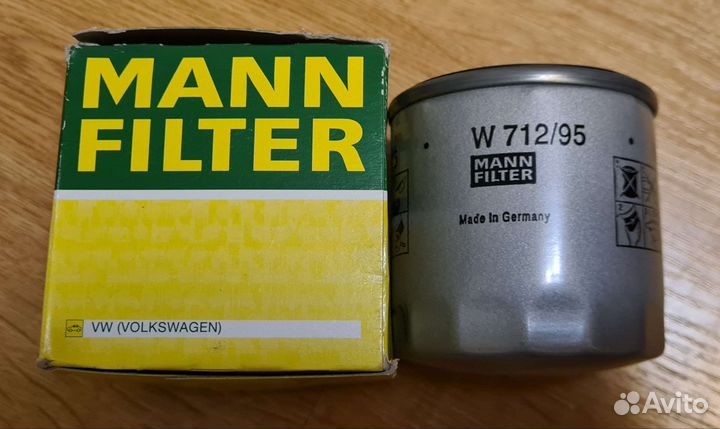 MANN
FILTER
VW (VOLKSWAGEN)
W 712/95
MANN
FILTER
Made in Germany
Avito